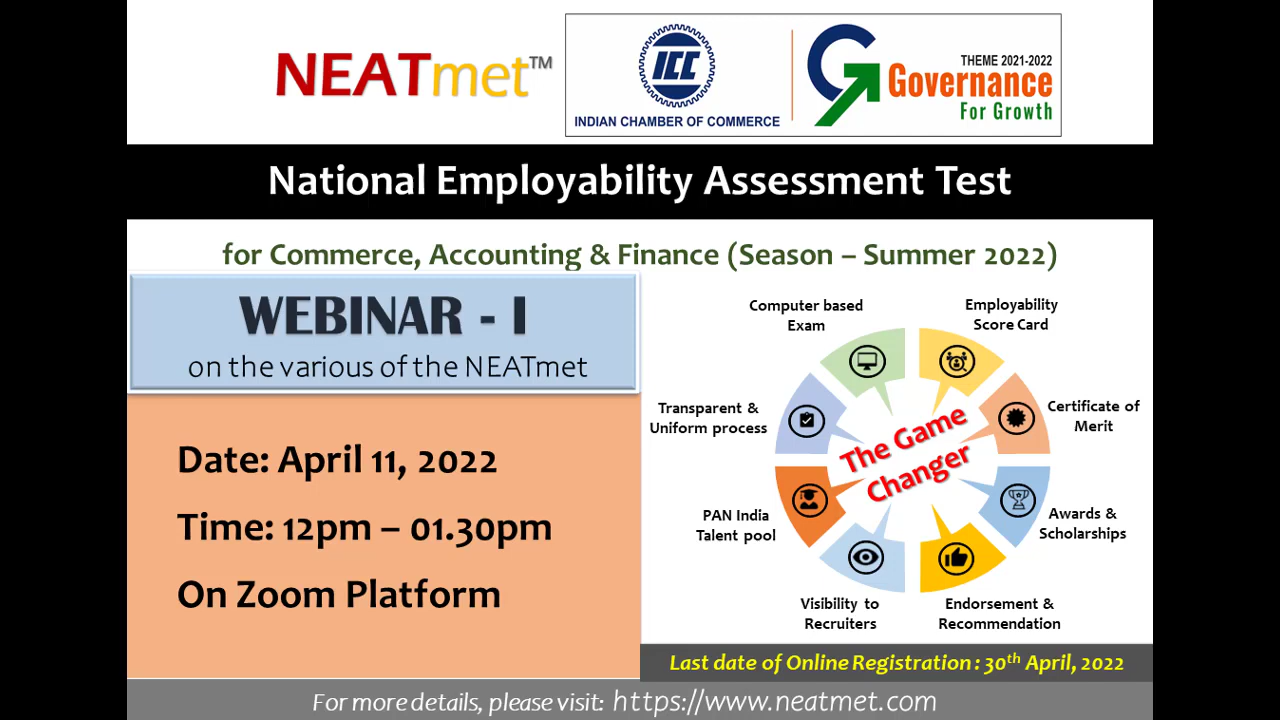 NEATmet™
ICC
INDIAN CHAMBER OF COMMERCE
THEME 2021-2022
Governance
For Growth
National Employability Assessment Test
for Commerce, Accounting & Finance (Season – Summer 2022)
WEBINAR - I
on the various of the NEATmet
Date: April 11, 2022
Time: 12pm – 01.30pm
On Zoom Platform
Computer based
Exam
Employability
Score Card
Transparent &
Uniform process
Certificate of
Merit
The Game
Changer
PAN India
Talent pool
Awards &
Scholarships
Visibility to
Recruiters
Endorsement &
Recommendation
Last date of Online Registration : 30th April, 2022
For more details, please visit: https://www.neatmet.com